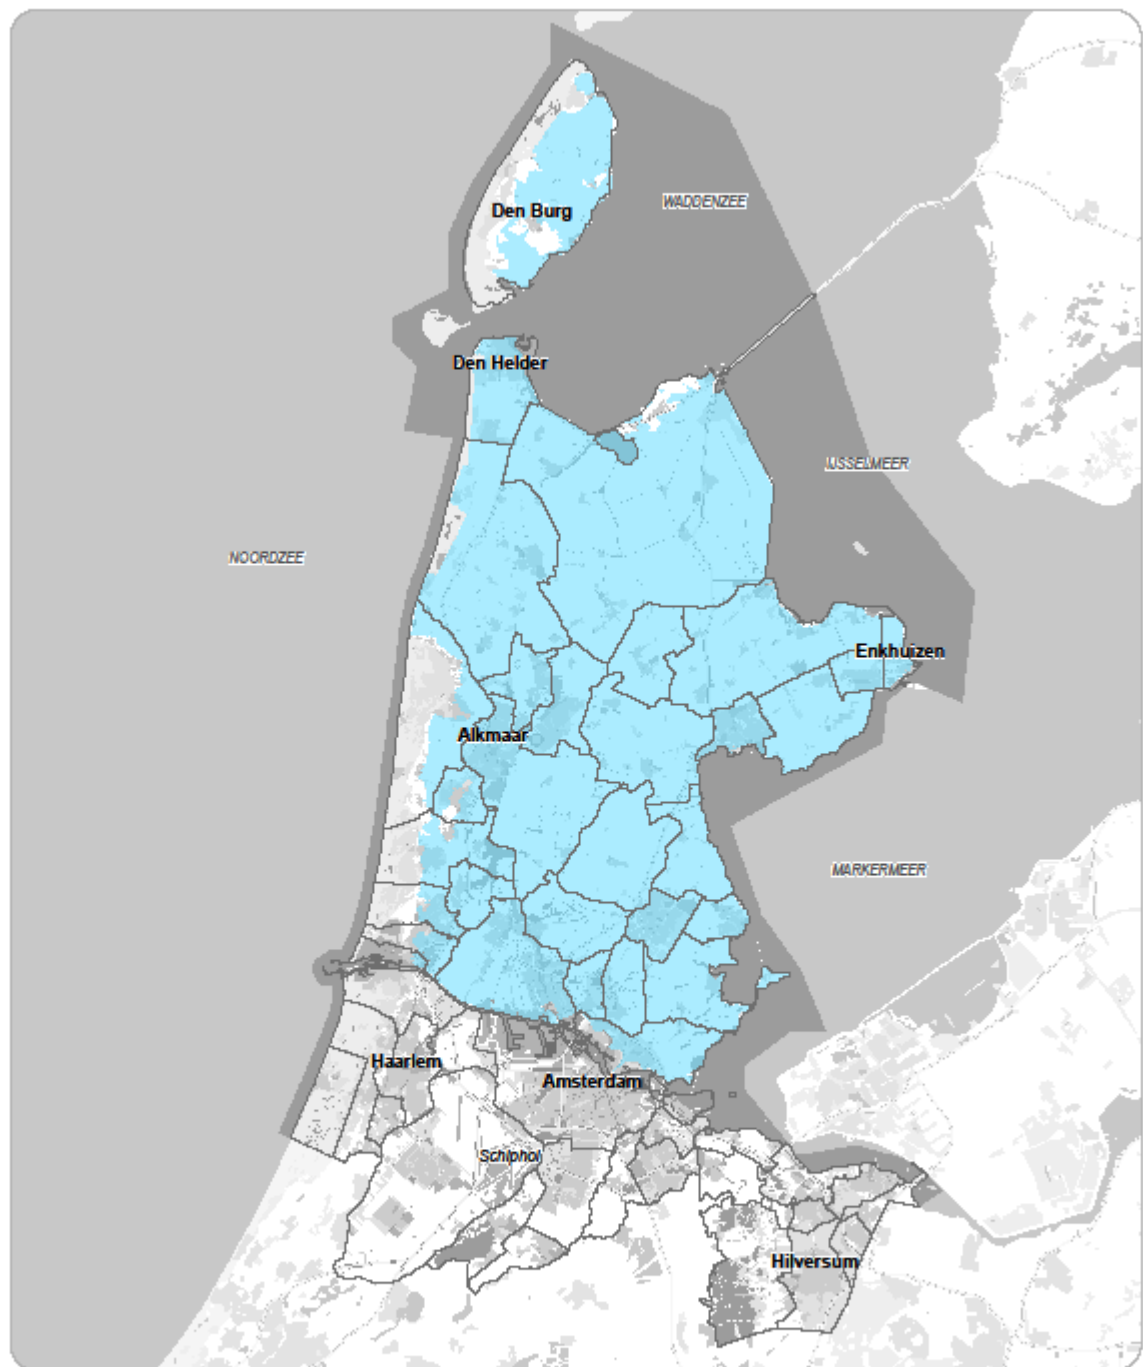 WADDENZEE
Den Burg
Den Helder
IJSSELMEER
NOORDZEE
Enkhuizen
Alkmaar
MARKERMEER
Haarlem
Amsterdam
Schiphol
Hilversum